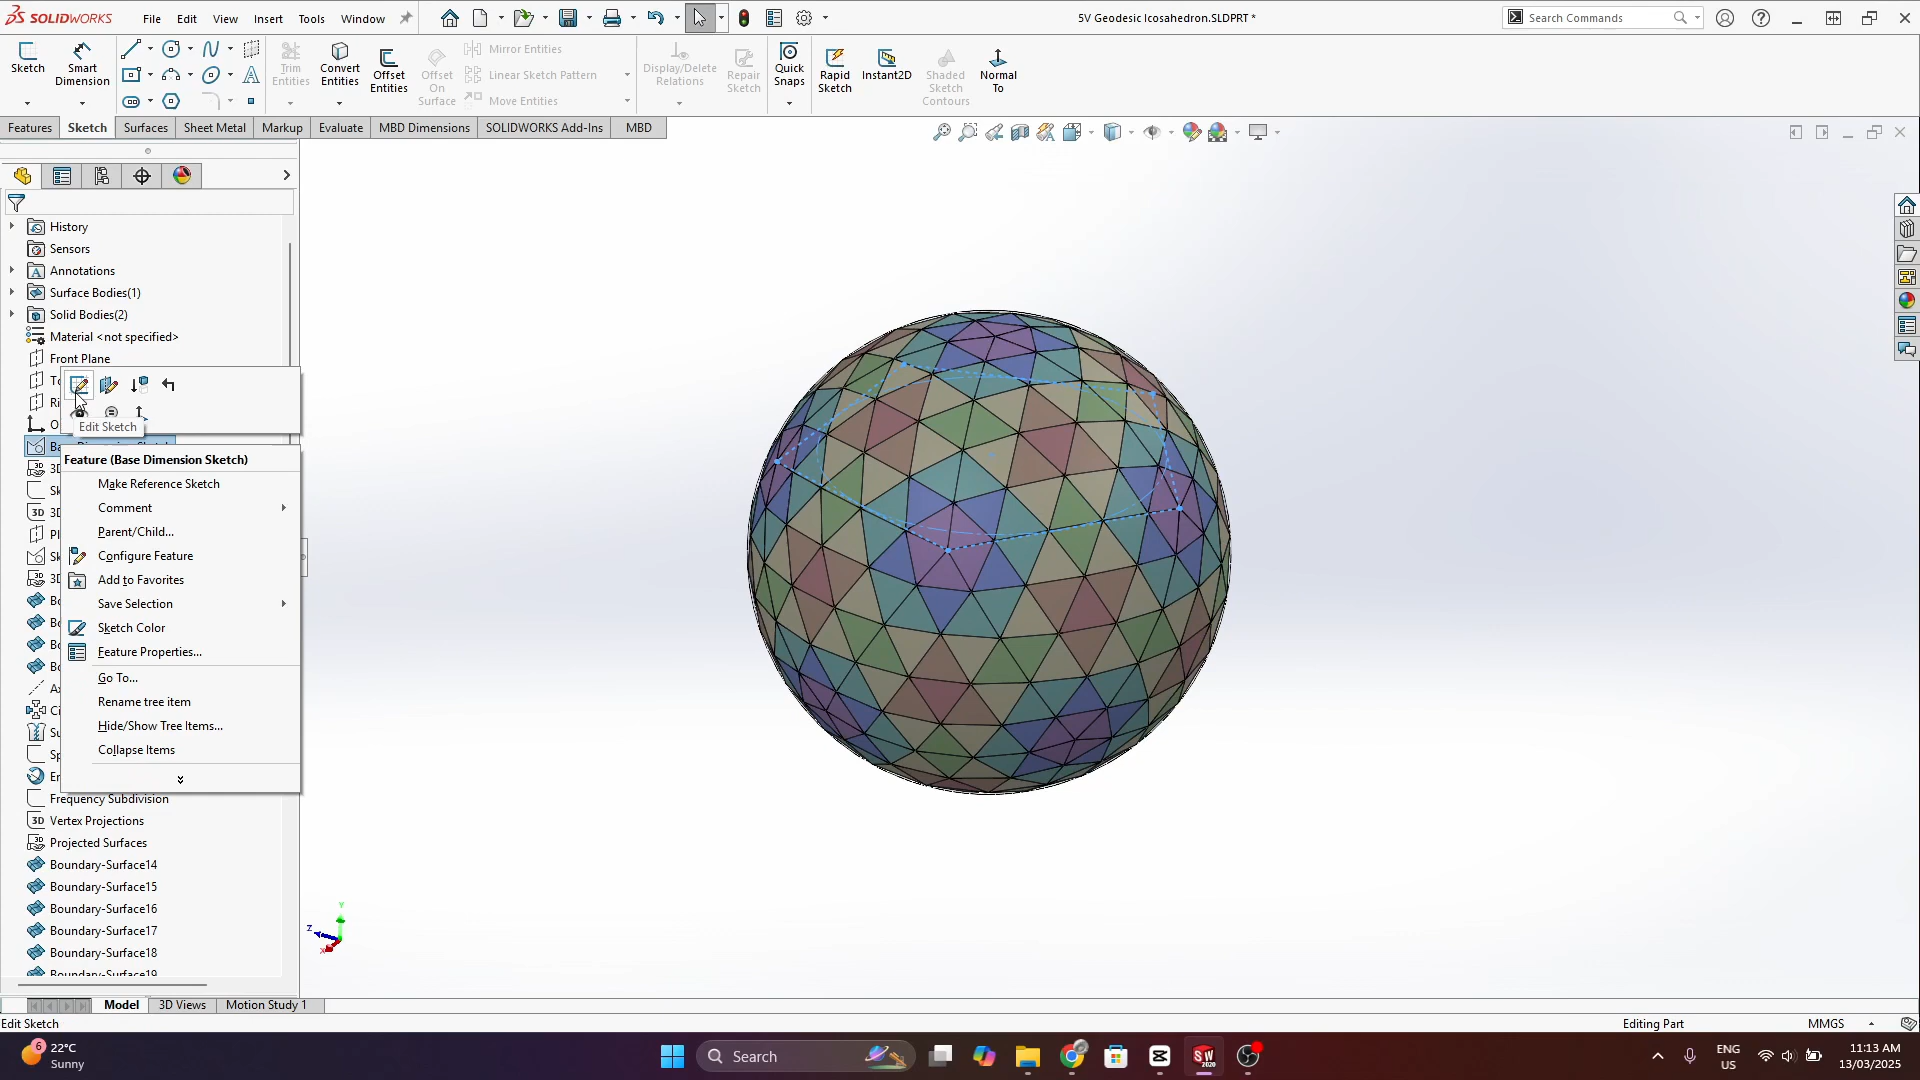 SOLIDWORKS
File Edit View Insert Tools Window
5V Geodesic Icosahedron.SLDPRT *
Search Commands
Sketch
Smart Dimension
Trim Entities
Convert Entities
Offset Entities
Offset On Surface
Mirror Entities
Linear Sketch Pattern
Move Entities
Display/Delete Relations
Repair Sketch
Quick Snaps
Rapid Sketch
Instant2D
Shaded Sketch Contours
Normal To
Features Sketch Surfaces Sheet Metal Markup Evaluate MBD Dimensions SOLIDWORKS Add-Ins MBD
History
Sensors
Annotations
Surface Bodies(1)
Solid Bodies(2)
Material <not specified>
Front Plane
Edit Sketch
Feature (Base Dimension Sketch)
Make Reference Sketch
Comment
Parent/Child...
Configure Feature
Add to Favorites
Save Selection
Sketch Color
Feature Properties...
Go To...
Rename tree item
Hide/Show Tree Items...
Collapse Items
Frequency Subdivision
Vertex Projections
Projected Surfaces
Boundary-Surface14
Boundary-Surface15
Boundary-Surface16
Boundary-Surface17
Boundary-Surface18
Boundary-Surface19
Y
Z
X
Model 3D Views Motion Study 1
Edit Sketch
Editing Part
MMGS
6
22°C
Sunny
Search
SW
2020
ENG
US
11:13 AM
13/03/2025